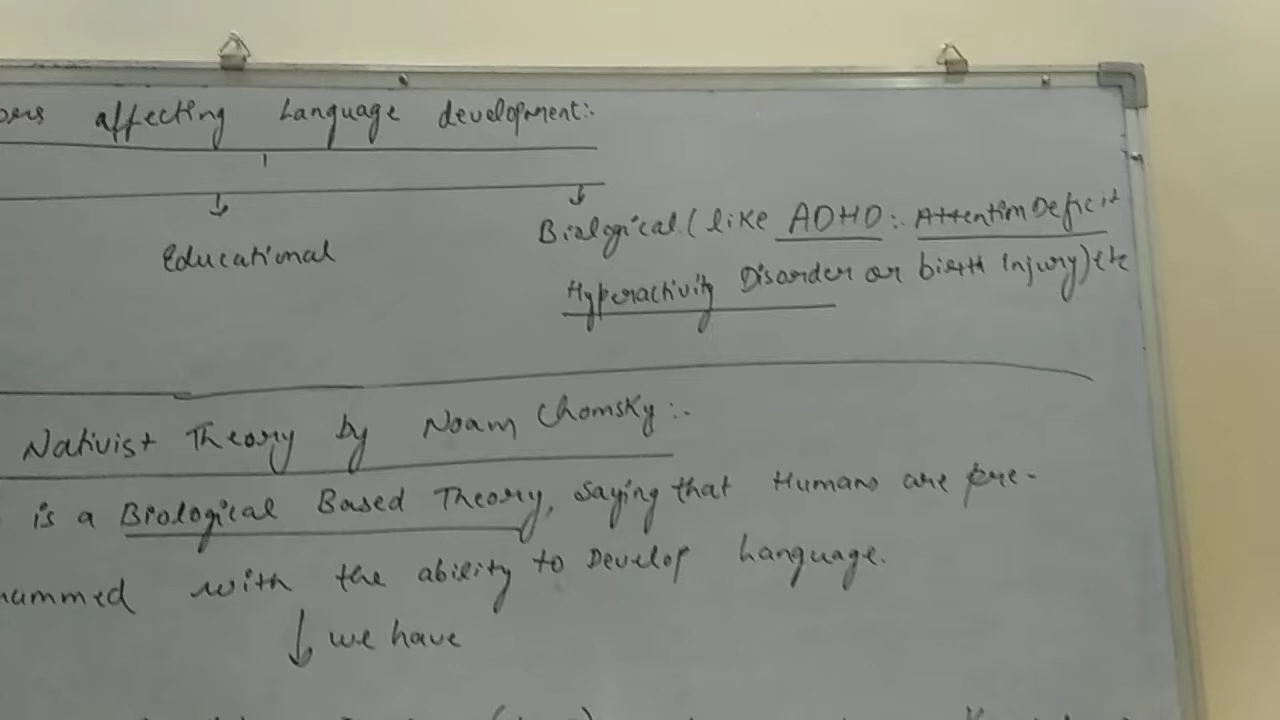 affecting Language development:-
Educational
Biological (like ADHD:. Attention Deficit
Hyperactivity Disorder or birth injury) etc
Nativist Theory by Noam Chomsky:-
is a Biological Based Theory, saying that Humans are pre-
with the ability to Develop Language.
we have